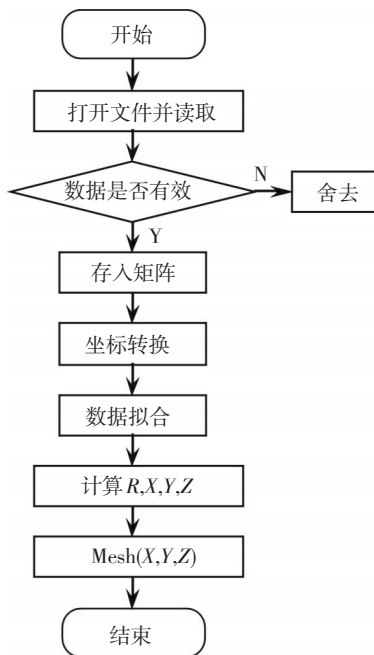 开始
打开文件并读取
数据是否有效
N
舍去
Y
存入矩阵
坐标转换
数据拟合
计算R,X,Y,Z
Mesh(X,Y,Z)
结束